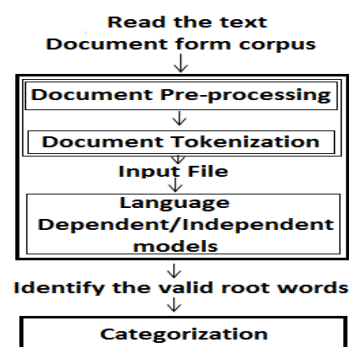 Read the text
Document form corpus
Document Pre-processing
Document Tokenization
Input File
Language
Dependent/Independent
models
Identify the valid root words
Categorization